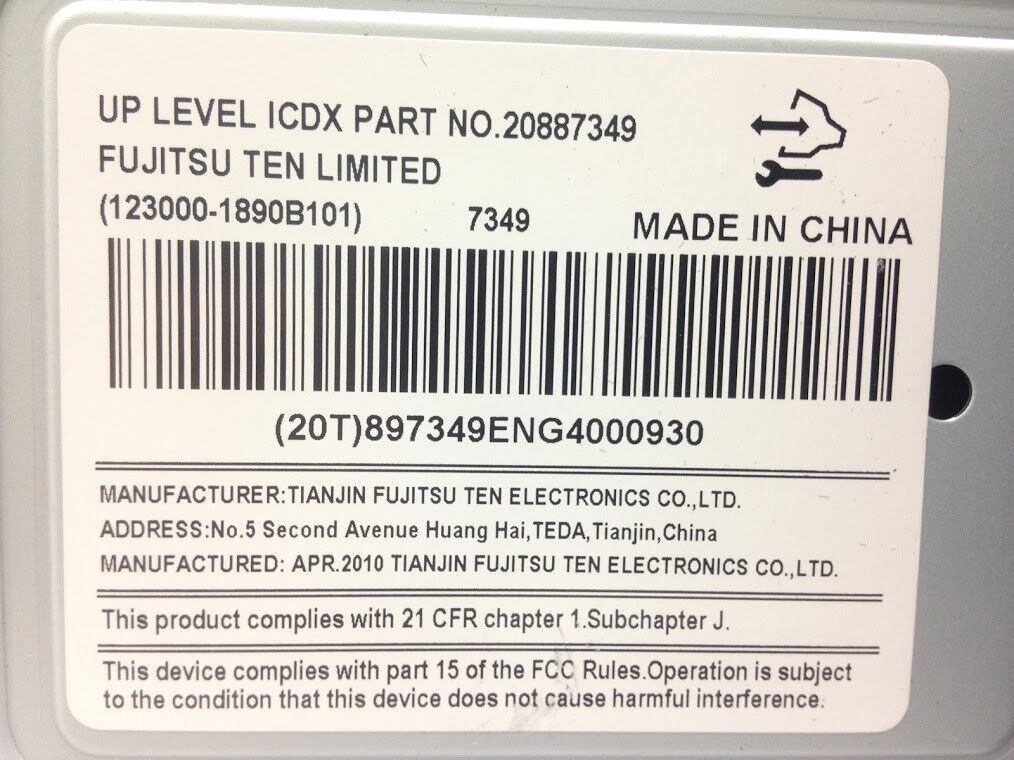 UP LEVEL ICDX PART NO.20887349
FUJITSU TEN LIMITED
(123000-1890B101) 7349 MADE IN CHINA
(20T)897349ENG4000930
MANUFACTURER:TIANJIN FUJITSU TEN ELECTRONICS CO.,LTD.
ADDRESS:No.5 Second Avenue Huang Hai,TEDA,Tianjin,China
MANUFACTURED: APR.2010 TIANJIN FUJITSU TEN ELECTRONICS CO.,LTD.
This product complies with 21 CFR chapter 1.Subchapter J.
This device complies with part 15 of the FCC Rules.Operation is subject
to the condition that this device does not cause harmful interference.